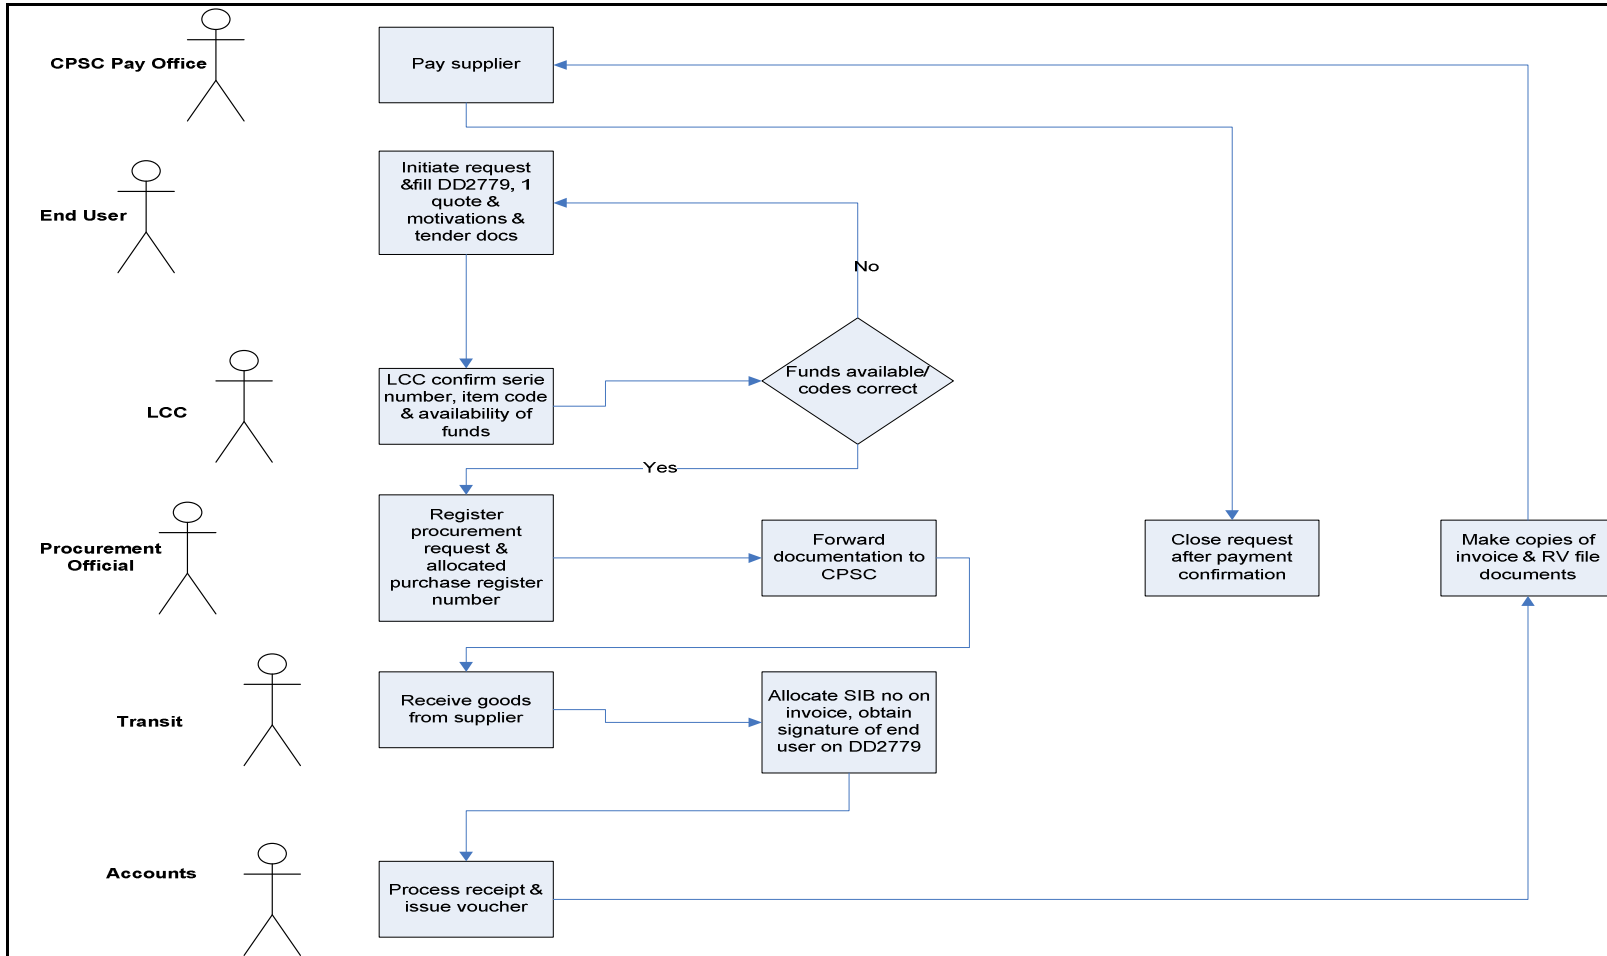 CPSC Pay Office
Pay supplier
End User
Initiate request
&fill DD2779, 1
quote &
motivations &
tender docs
No
LCC
LCC confirm serie
number, item code
& availability of
funds
Funds available/
codes correct
Yes
Procurement
Official
Register
procurement
request &
allocated
purchase register
number
Forward
documentation to
CPSC
Close request
after payment
confirmation
Make copies of
invoice & RV file
documents
Transit
Receive goods
from supplier
Allocate SIB no on
invoice, obtain
signature of end
user on DD2779
Accounts
Process receipt &
issue voucher